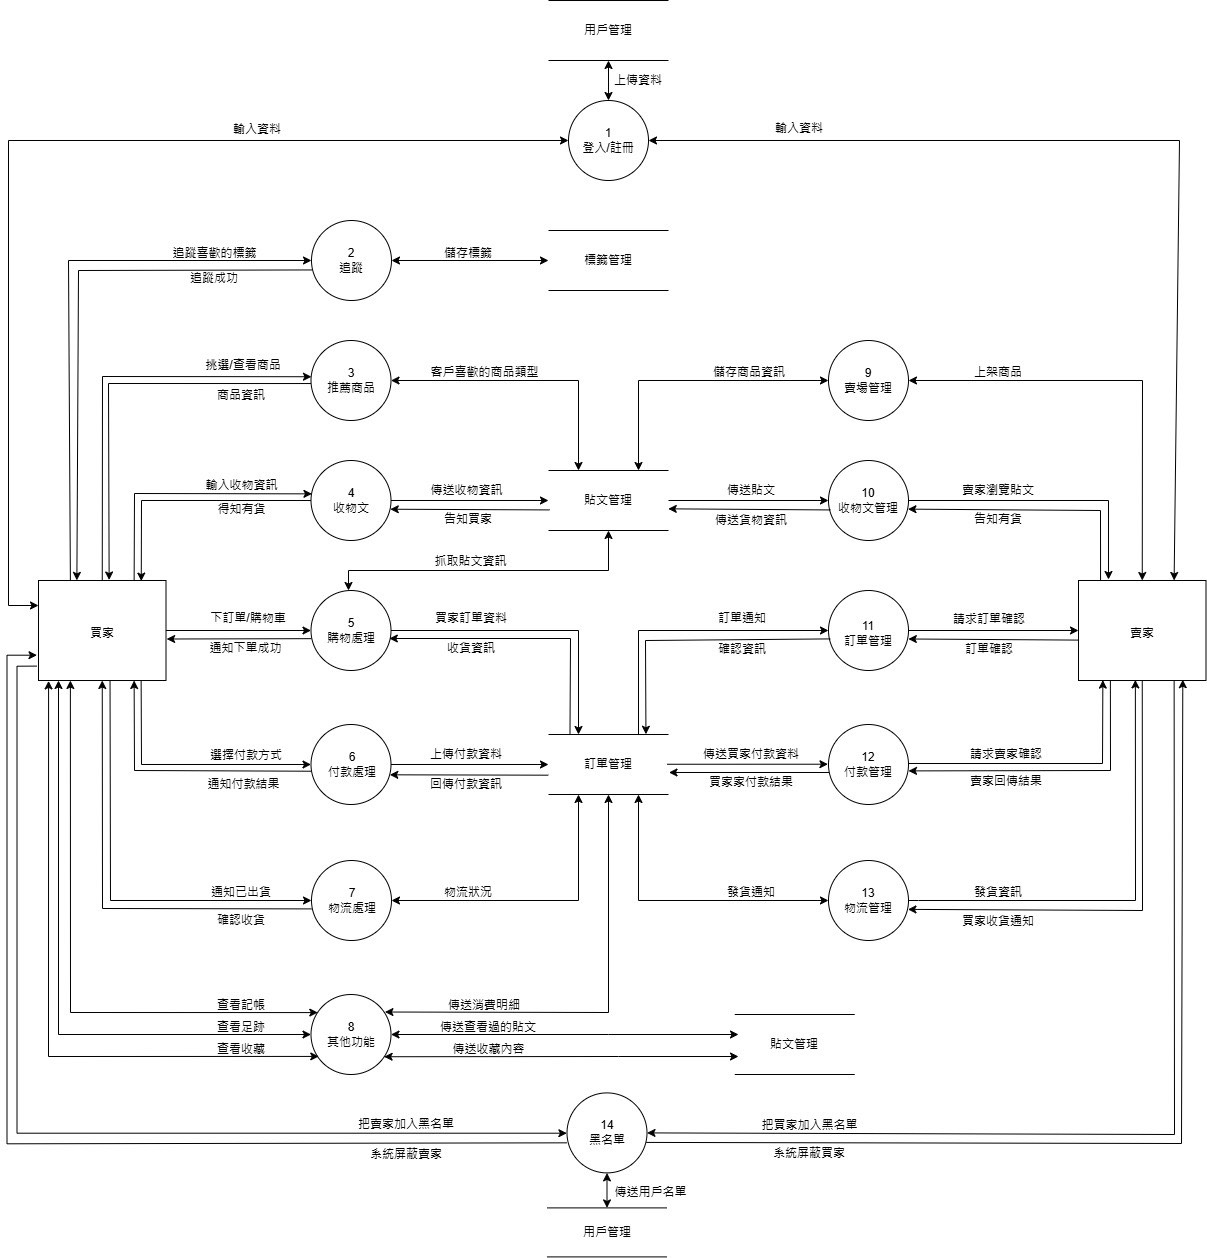 用戶管理
上傳資料
輸入資料
輸入資料
1
登入/註冊
追蹤喜歡的標籤
2
追蹤
儲存標籤
標籤管理
追蹤成功
挑選/查看商品
3
推薦商品
客戶喜歡的商品類型
儲存商品資訊
9
賣場管理
上架商品
商品資訊
輸入收物資訊
4
收物文
傳送收物資訊
貼文管理
傳送貼文
10
收物文管理
賣家瀏覽貼文
得知有貨
告知買家
傳送貨物資訊
告知有貨
抓取貼文資訊
買家
下訂單/購物車
5
購物處理
買家訂單資料
訂單通知
11
訂單管理
請求訂單確認
賣家
通知下單成功
收貨資訊
確認資訊
訂單確認
選擇付款方式
6
付款處理
上傳付款資料
訂單管理
傳送買家付款資料
12
付款管理
請求賣家確認
通知付款結果
回傳付款資訊
買家家付款結果
賣家回傳結果
通知已出貨
7
物流處理
物流狀況
發貨通知
13
物流管理
發貨資訊
確認收貨
買家收貨通知
查看記帳
傳送消費明細
查看足跡
8
其他功能
傳送查看過的貼文
貼文管理
查看收藏
傳送收藏內容
把賣家加入黑名單
14
黑名單
把買家加入黑名單
系統屏蔽賣家
系統屏蔽買家
傳送用戶名單
用戶管理